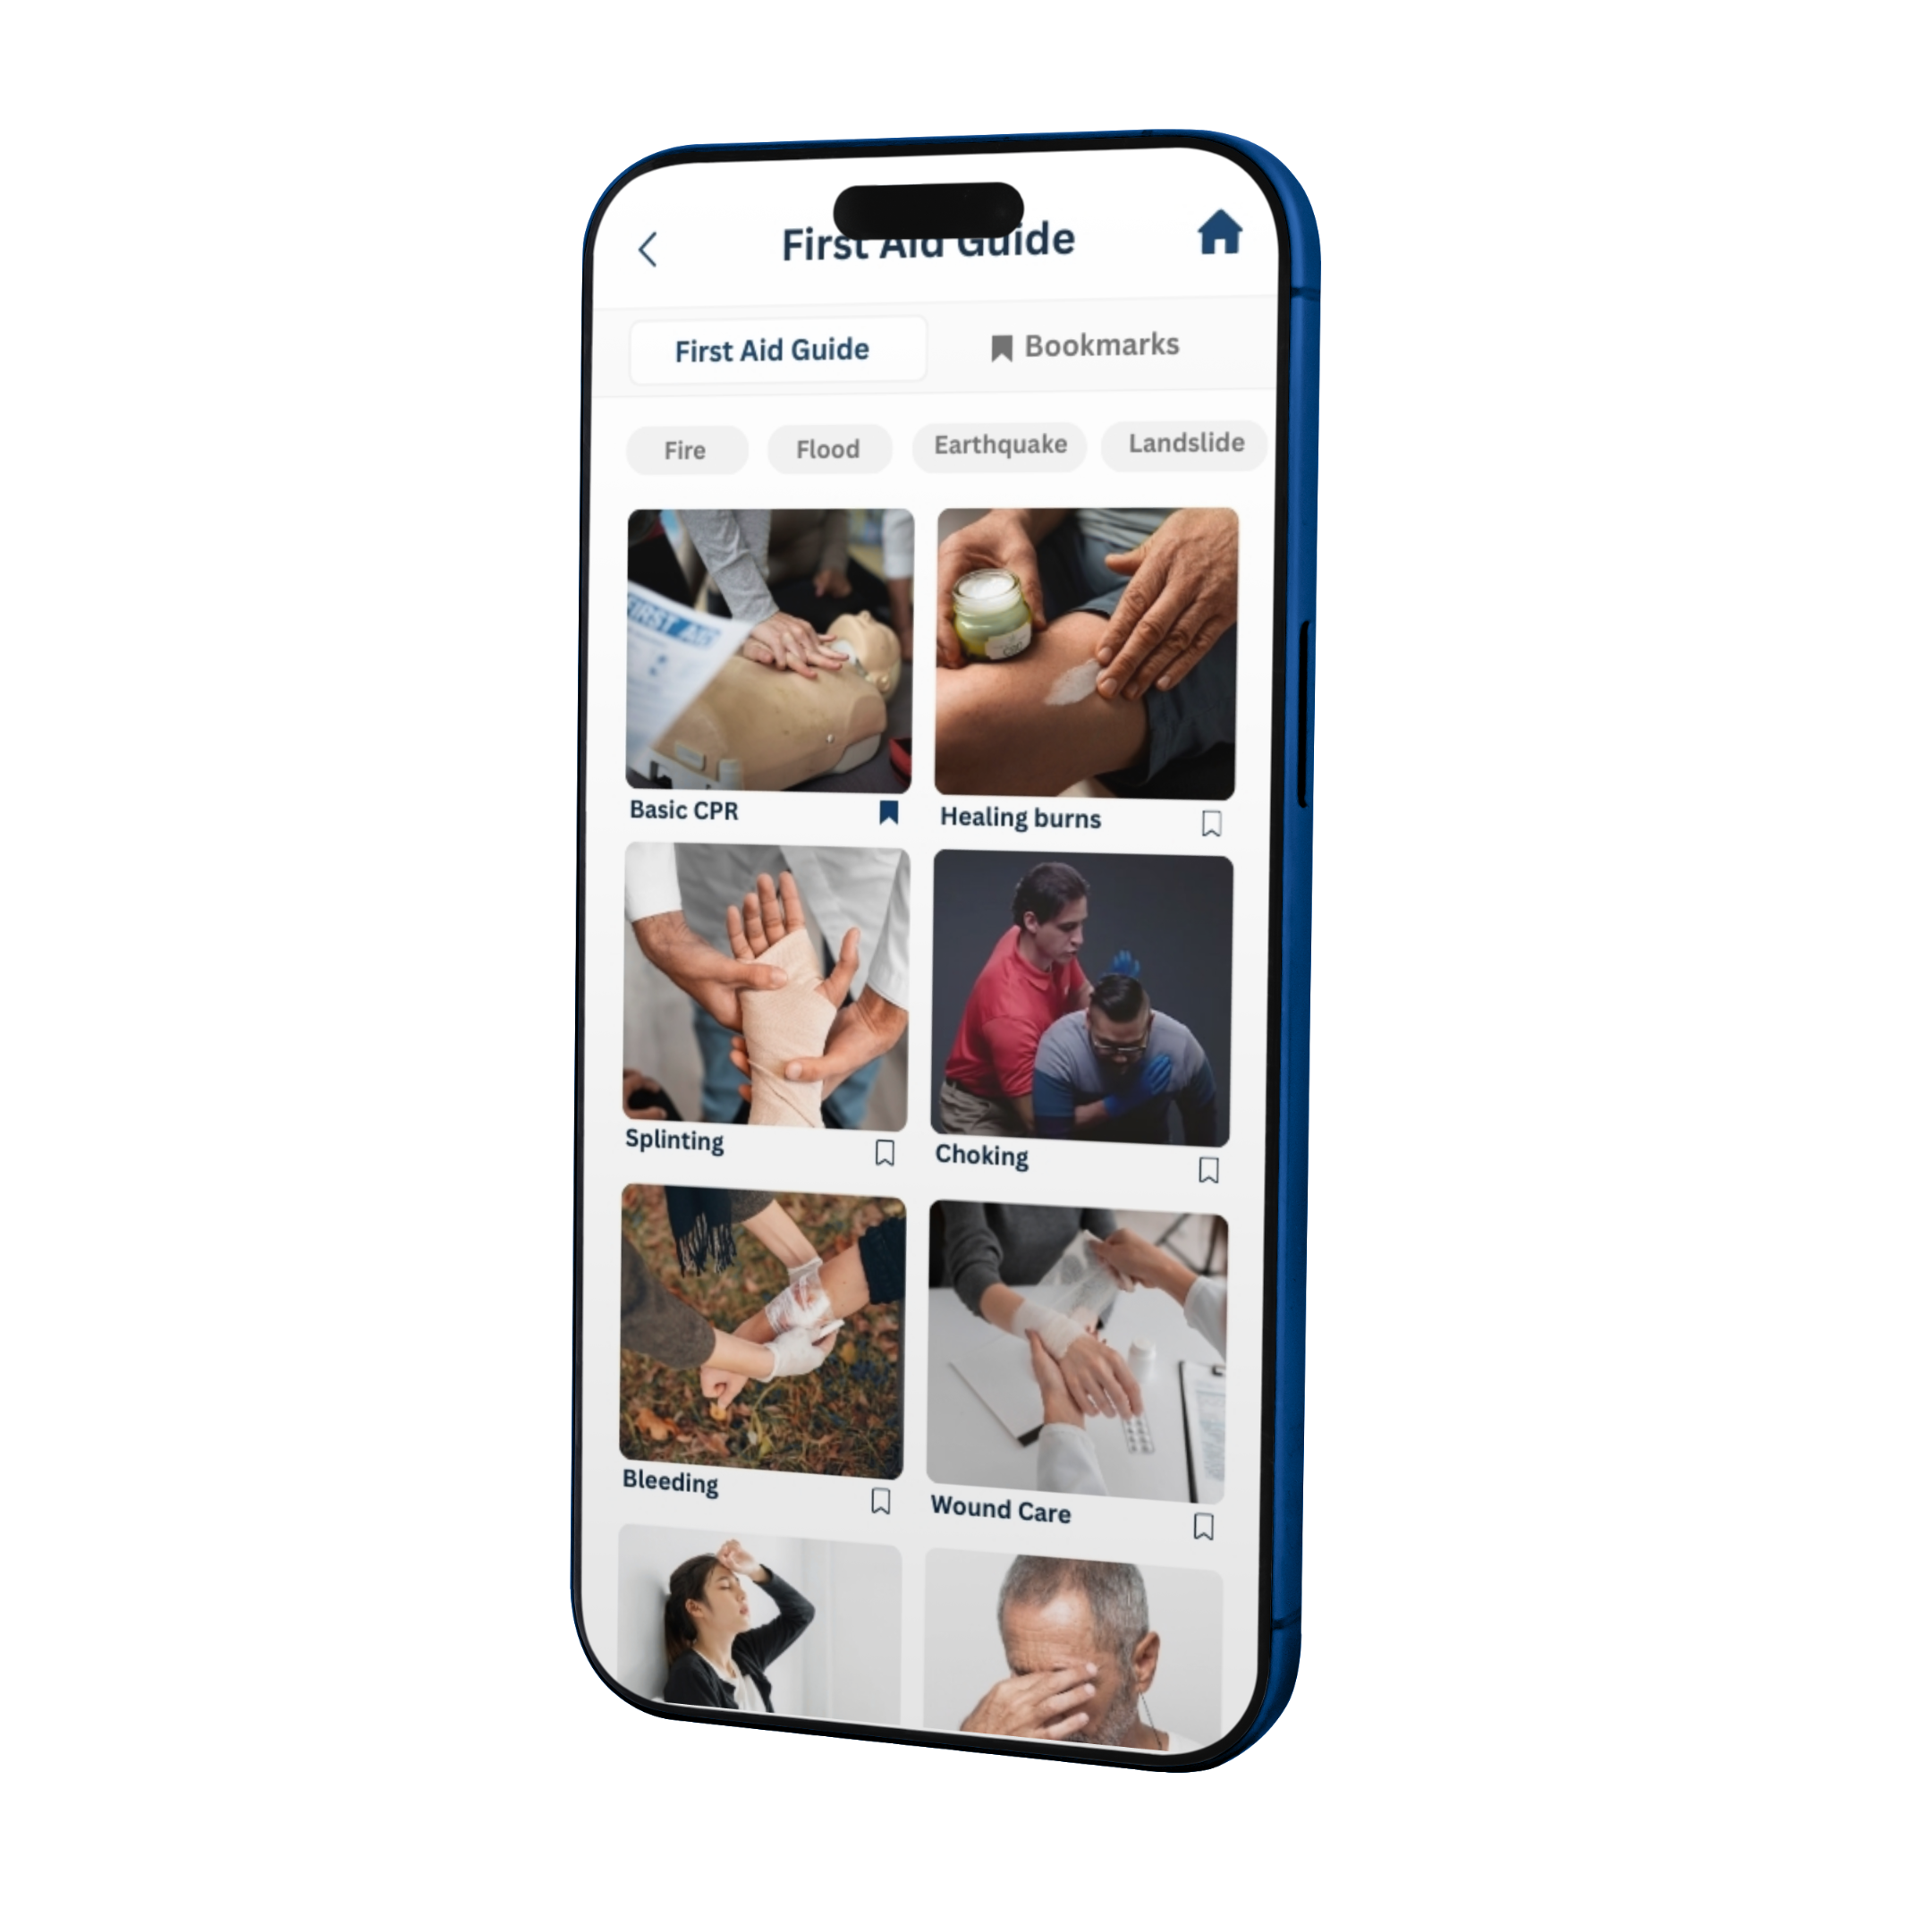 First Aid Guide
First Aid Guide
Bookmarks
Fire
Flood
Earthquake
Landslide
FIRST AID
Basic CPR
Healing burns
Splinting
Choking
Bleeding
Wound Care